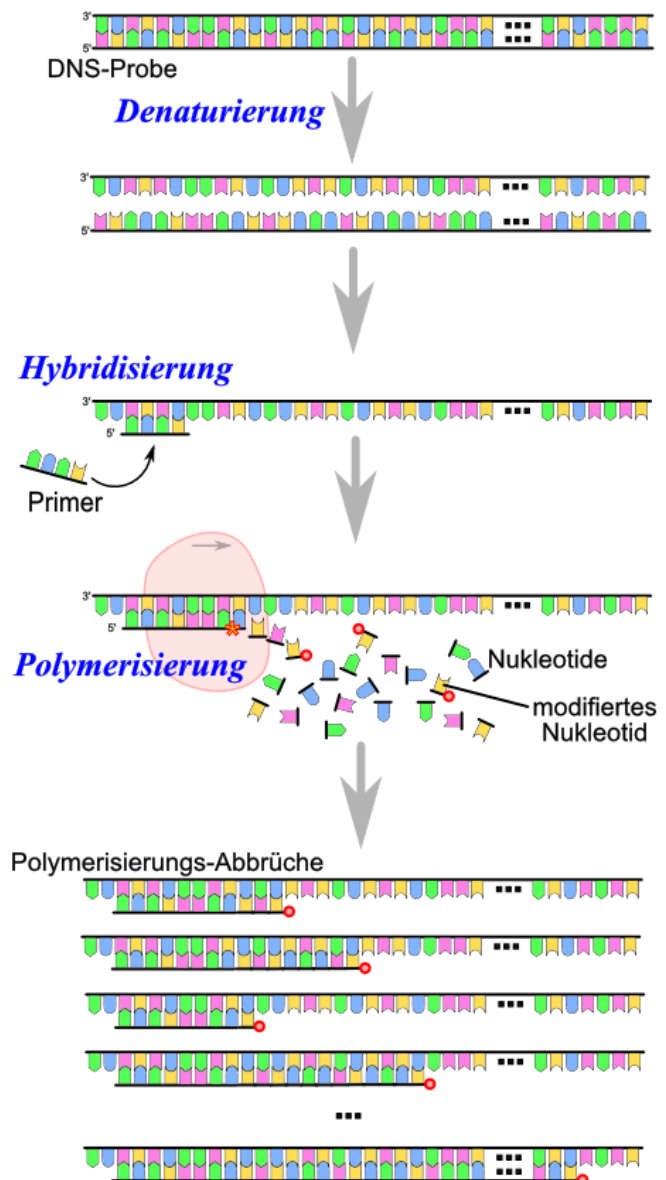 3'
5'
DNS-Probe
Denaturierung
3'
5'
Hybridisierung
3'
5'
Primer
3'
5'
Polymerisierung
Nukleotide
modifiertes
Nukleotid
Polymerisierungs-Abbrüche